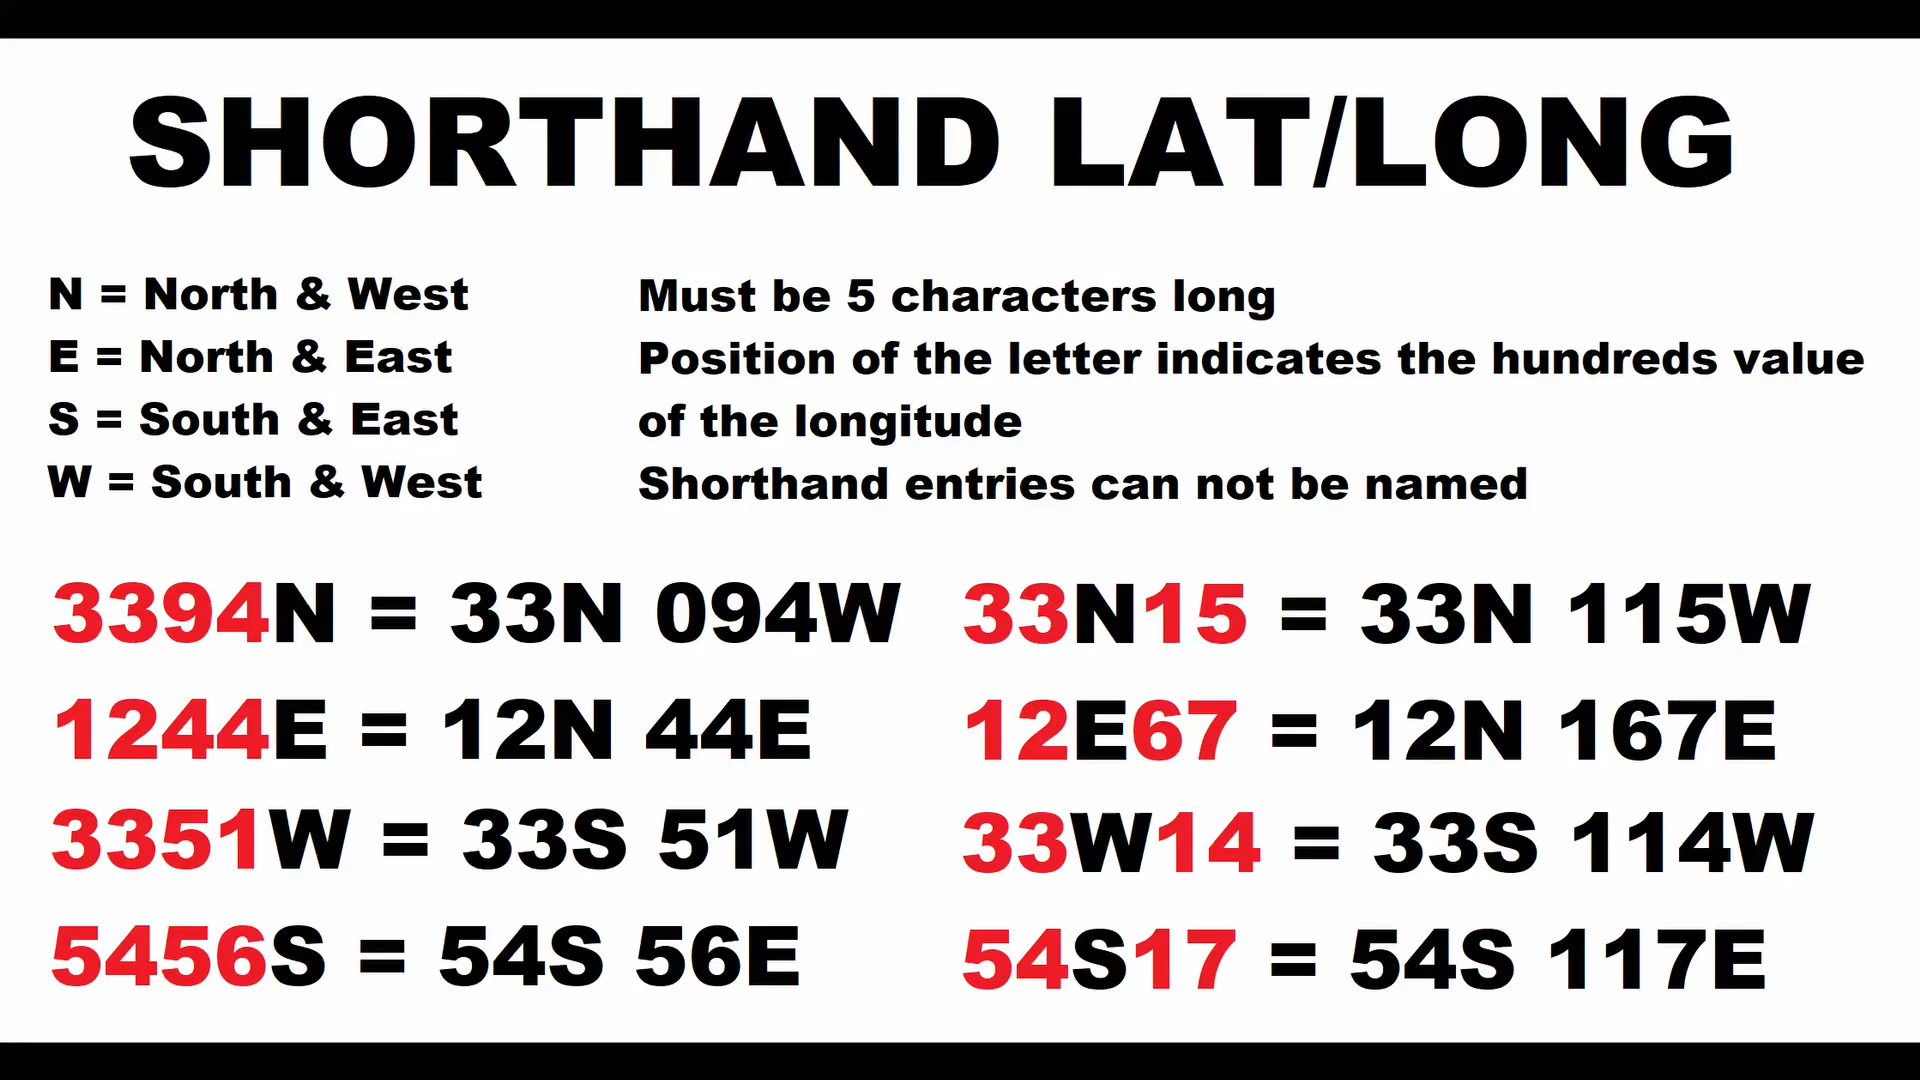 SHORTHAND LAT/LONG
N = North & West
E = North & East
S = South & East
W = South & West
Must be 5 characters long
Position of the letter indicates the hundreds value
of the longitude
Shorthand entries can not be named
3394N = 33N 094W
1244E = 12N 44E
3351W = 33S 51W
5456S = 54S 56E
33N15 = 33N 115W
12E67 = 12N 167E
33W14 = 33S 114W
54S17 = 54S 117E